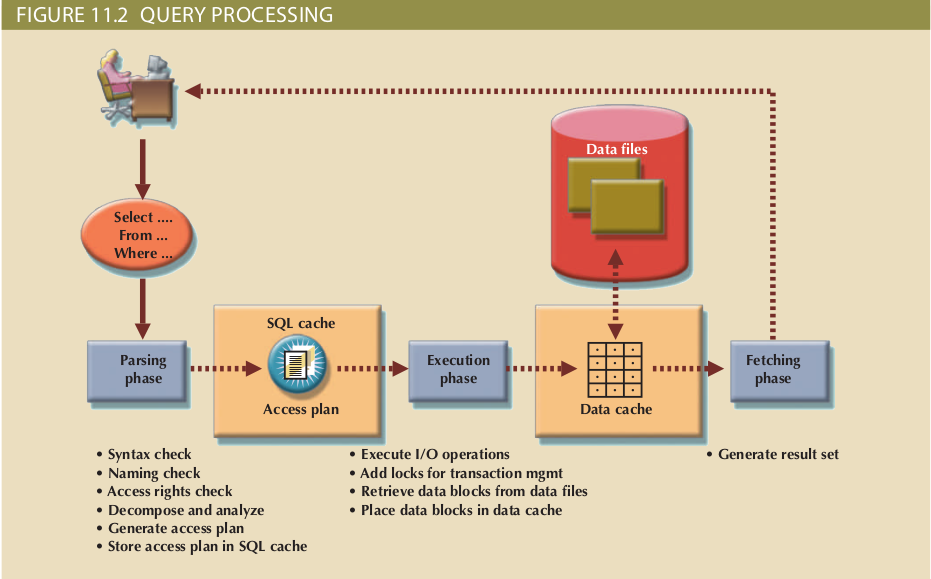 FIGURE 11.2 QUERY PROCESSING
Data files
Select ....
From ...
Where ...
SQL cache
Parsing
phase
Access plan
Execution
phase
Data cache
Fetching
phase
• Syntax check
• Naming check
• Access rights check
• Decompose and analyze
• Generate access plan
• Store access plan in SQL cache
• Execute I/O operations
• Add locks for transaction mgmt
• Retrieve data blocks from data files
• Place data blocks in data cache
• Generate result set